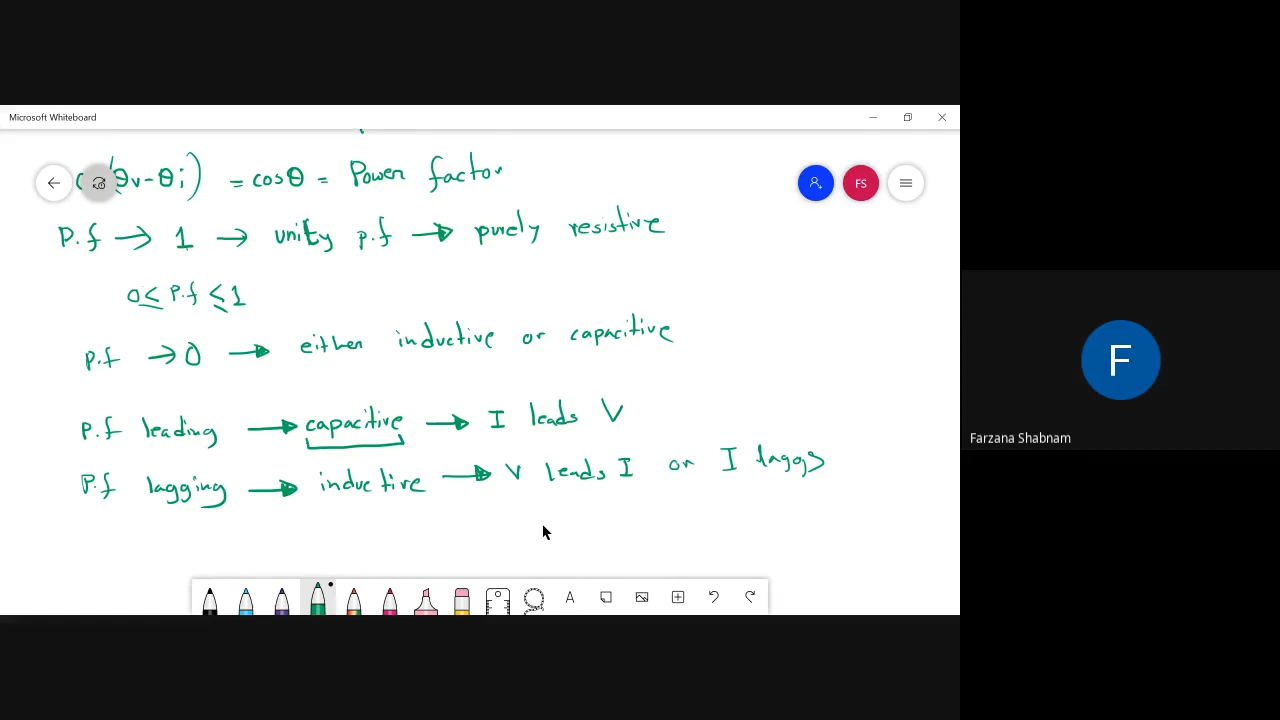 Microsoft Whiteboard
(θv-θi) = cosθ = Power factor
FS
P.f → 1 → unity p.f → purely resistive
0≤ P.f ≤1
p.f → 0 → either inductive or capacitive
P.f leading → capacitive → I leads V
P.f lagging → inductive → V leads I or I laggs
F
Farzana Shabnam
A